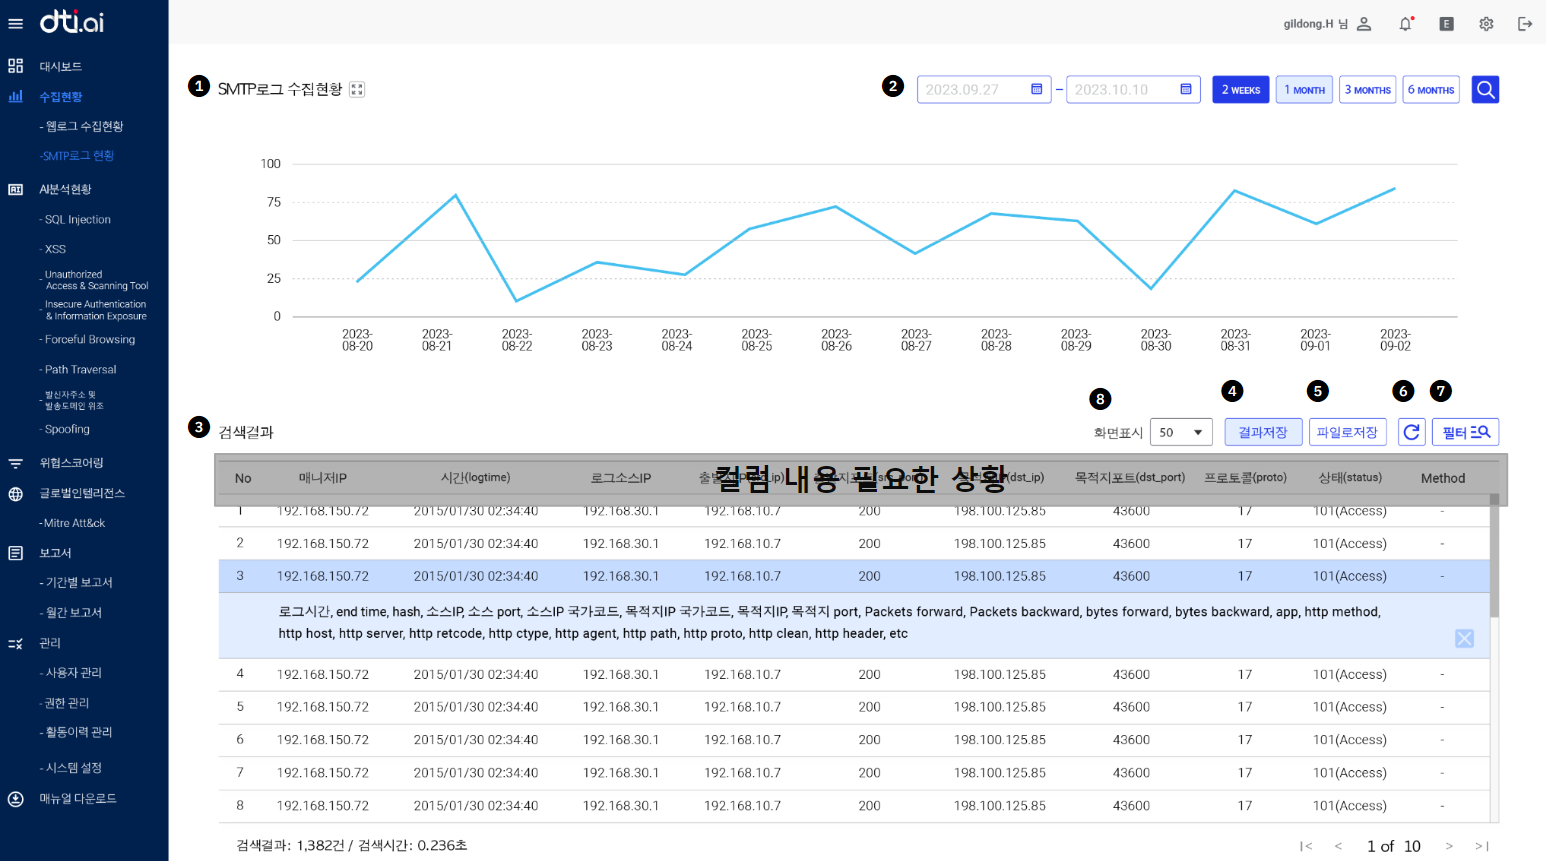 dti.ai
gildong.H 님
E
대시보드
수집현황
- 웹로그 수집현황
-SMTP로그 현황
AI분석현황
- SQL Injection
- XSS
- Unauthorized
Access & Scanning Tool
- Insecure Authentication
& Information Exposure
- Forceful Browsing
- Path Traversal
- 발신자주소 및
발송도메인 위조
- Spoofing
위협스코어링
글로벌인텔리전스
-Mitre Att&ck
보고서
- 기간별 보고서
- 월간 보고서
관리
- 사용자 관리
- 권한 관리
- 활동이력 관리
- 시스템 설정
매뉴얼 다운로드
1 SMTP로그 수집현황
2 2023.09.27 – 2023.10.10 2 WEEKS 1 MONTH 3 MONTHS 6 MONTHS
100
75
50
25
0
2023-08-20 2023-08-21 2023-08-22 2023-08-23 2023-08-24 2023-08-25 2023-08-26 2023-08-27 2023-08-28 2023-08-29 2023-08-30 2023-08-31 2023-09-01 2023-09-02
8 4 5 6 7
3 검색결과
화면표시 50 결과저장 파일로저장 필터
컬럼 내용 필요한 상황
No 매니저IP 시간(logtime) 로그소스IP 목적지포트(dst_port) 프로토콜(proto) 상태(status) Method
1 192.168.150.72 2015/01/30 02:34:40 192.168.30.1 192.168.10.7 200 198.100.125.85 43600 17 101(Access) -
2 192.168.150.72 2015/01/30 02:34:40 192.168.30.1 192.168.10.7 200 198.100.125.85 43600 17 101(Access) -
3 192.168.150.72 2015/01/30 02:34:40 192.168.30.1 192.168.10.7 200 198.100.125.85 43600 17 101(Access) -
로그시간, end time, hash, 소스IP, 소스 port, 소스IP 국가코드, 목적지IP 국가코드, 목적지IP, 목적지 port, Packets forward, Packets backward, bytes forward, bytes backward, app, http method,
http host, http server, http retcode, http ctype, http agent, http path, http proto, http clean, http header, etc
4 192.168.150.72 2015/01/30 02:34:40 192.168.30.1 192.168.10.7 200 198.100.125.85 43600 17 101(Access) -
5 192.168.150.72 2015/01/30 02:34:40 192.168.30.1 192.168.10.7 200 198.100.125.85 43600 17 101(Access) -
6 192.168.150.72 2015/01/30 02:34:40 192.168.30.1 192.168.10.7 200 198.100.125.85 43600 17 101(Access) -
7 192.168.150.72 2015/01/30 02:34:40 192.168.30.1 192.168.10.7 200 198.100.125.85 43600 17 101(Access) -
8 192.168.150.72 2015/01/30 02:34:40 192.168.30.1 192.168.10.7 200 198.100.125.85 43600 17 101(Access) -
검색결과: 1,382건 / 검색시간: 0.236초
|< < 1 of 10 > >|